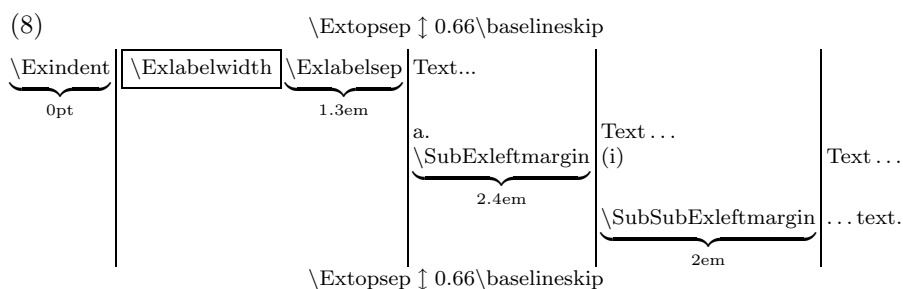 (8) \Extopsep ↕ 0.66\baselineskip
\Exindent \Exlabelwidth \Exlabelsep Text...
0pt 1.3em
a. Text . . .
\SubExleftmargin (i) Text . . .
2.4em
\SubSubExleftmargin . . . text.
2em
\Extopsep ↕ 0.66\baselineskip